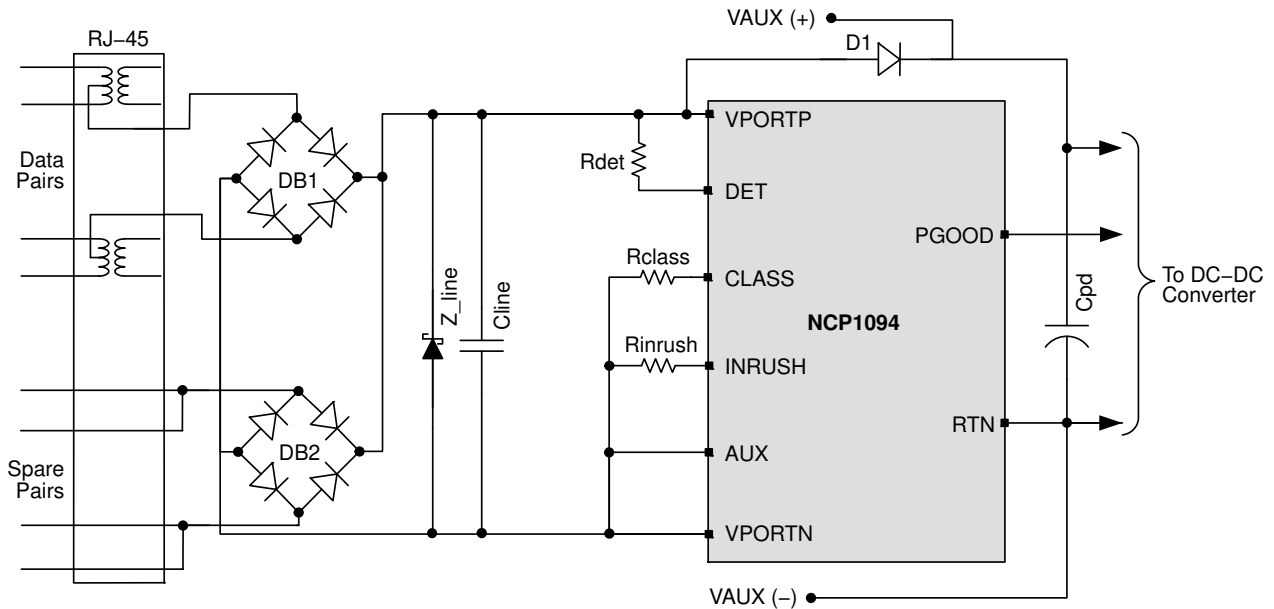 VAUX (+)
RJ−45
D1
VPORTP
Data
Pairs
DB1
Rdet
DET
PGOOD
Rclass
CLASS
Z_line
Cline
NCP1094
Cpd
To DC−DC
Converter
Rinrush
INRUSH
RTN
DB2
AUX
Spare
Pairs
VPORTN
VAUX (−)